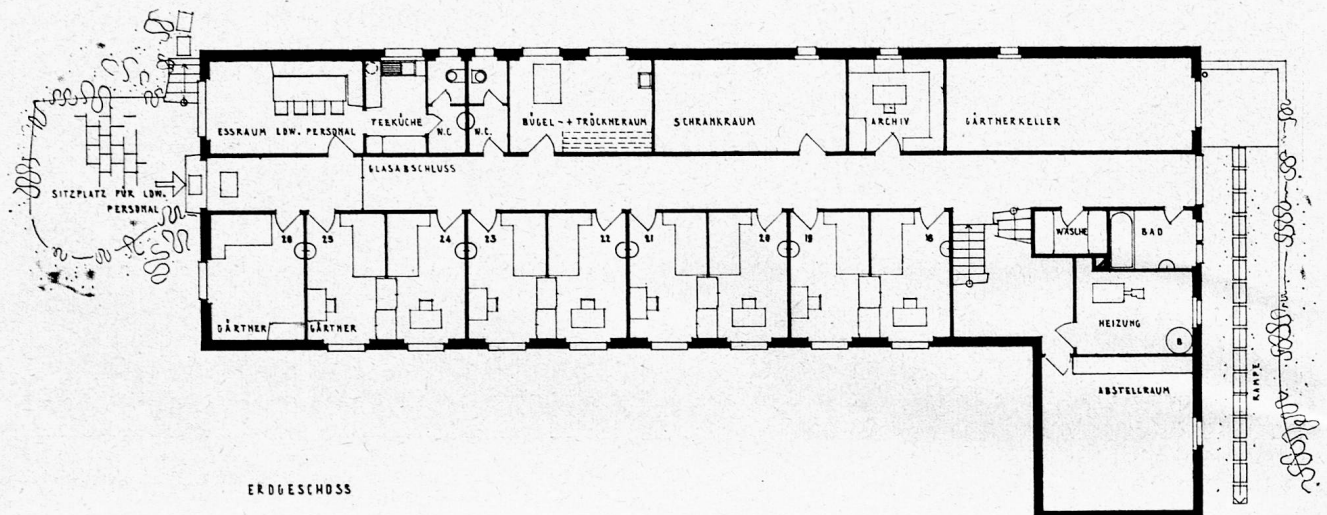 ESSRAUM LDW. PERSONAL
TEEKÜCHE
W.C.
W.C.
BÜGEL- + TRÖCKNERAUM
SCHRANKRAUM
ARCHIV
GÄRTNERKELLER
SITZPLATZ FÜR LDW.
PERSONAL
GLASABSCHLUSS
26
25
24
23
22
21
20
19
18
WÄSCHE
BAD
GÄRTNER
GÄRTNER
HEIZUNG
B
ABSTELLRAUM
RAMPE
ERDGESCHOSS